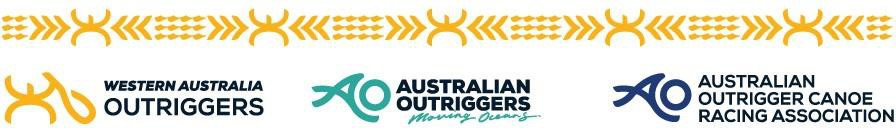 WESTERN AUSTRALIA
OUTRIGGERS
AUSTRALIAN
OUTRIGGERS
Moving Oceans
AUSTRALIAN
OUTRIGGER CANOE
RACING ASSOCIATION